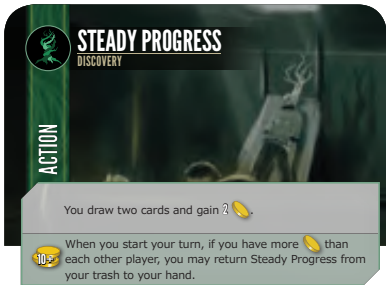 STEADY PROGRESS
DISCOVERY
ACTION
You draw two cards and gain 2 .
10+
When you start your turn, if you have more than
each other player, you may return Steady Progress from
your trash to your hand.